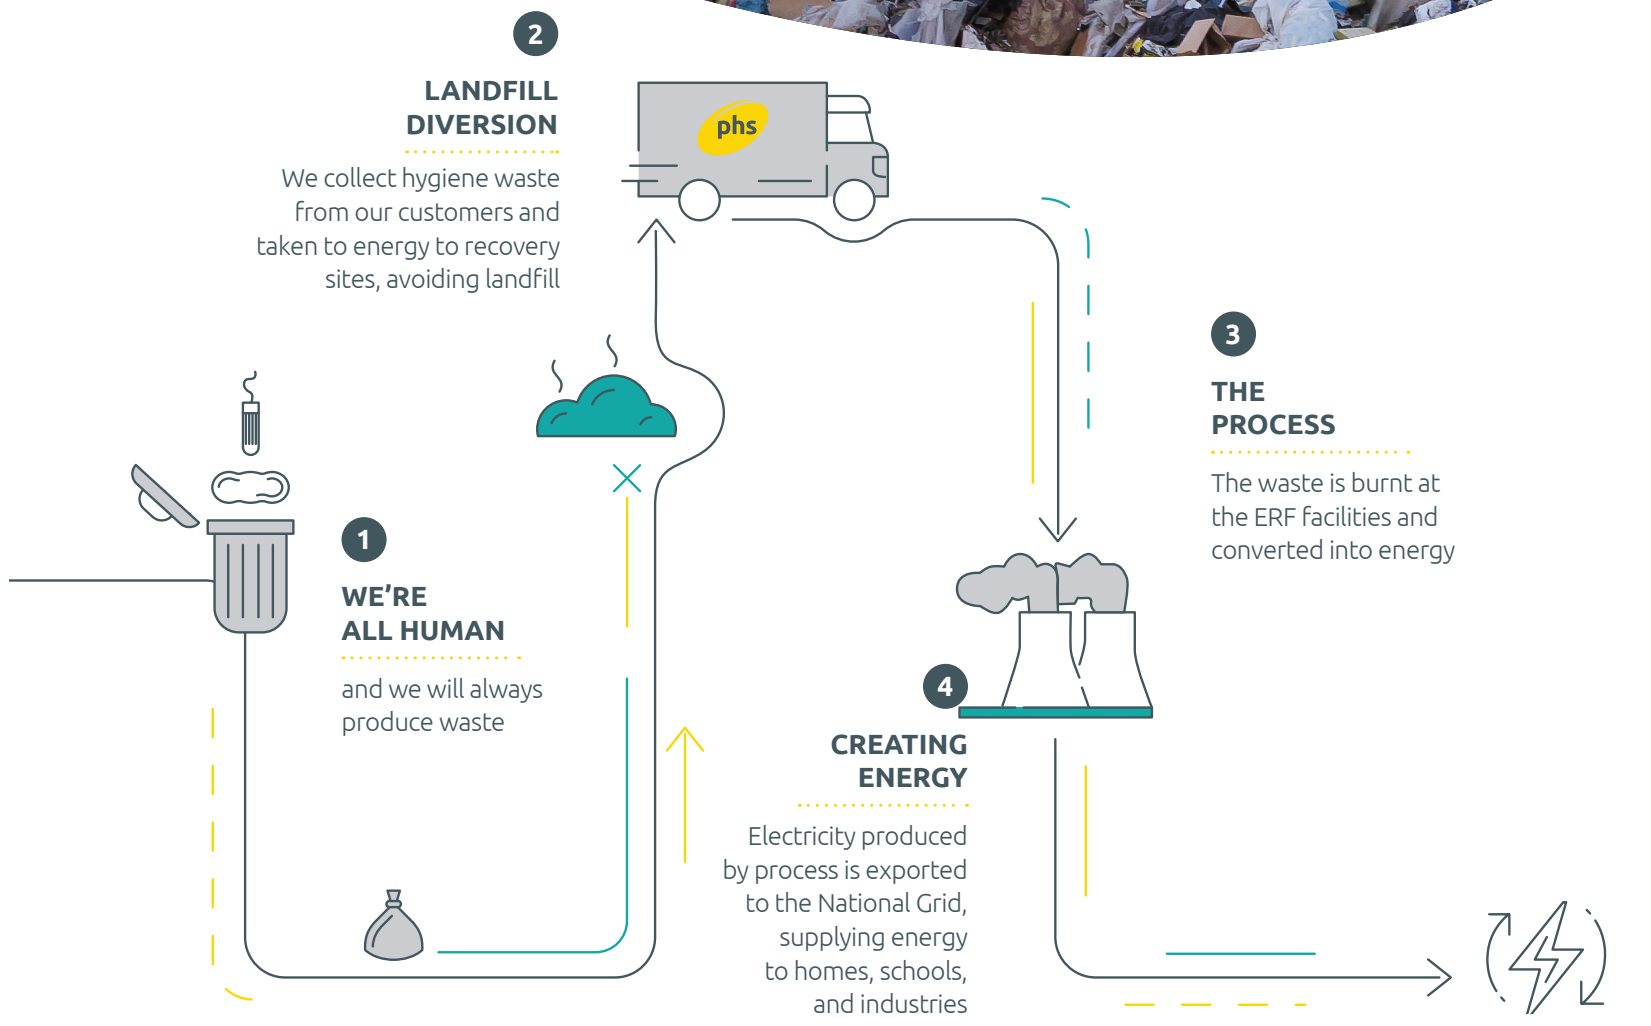 2
LANDFILL
DIVERSION
We collect hygiene waste
from our customers and
taken to energy to recovery
sites, avoiding landfill
phs
1
WE'RE
ALL HUMAN
and we will always
produce waste
3
THE
PROCESS
The waste is burnt at
the ERF facilities and
converted into energy
4
CREATING
ENERGY
Electricity produced
by process is exported
to the National Grid,
supplying energy
to homes, schools,
and industries